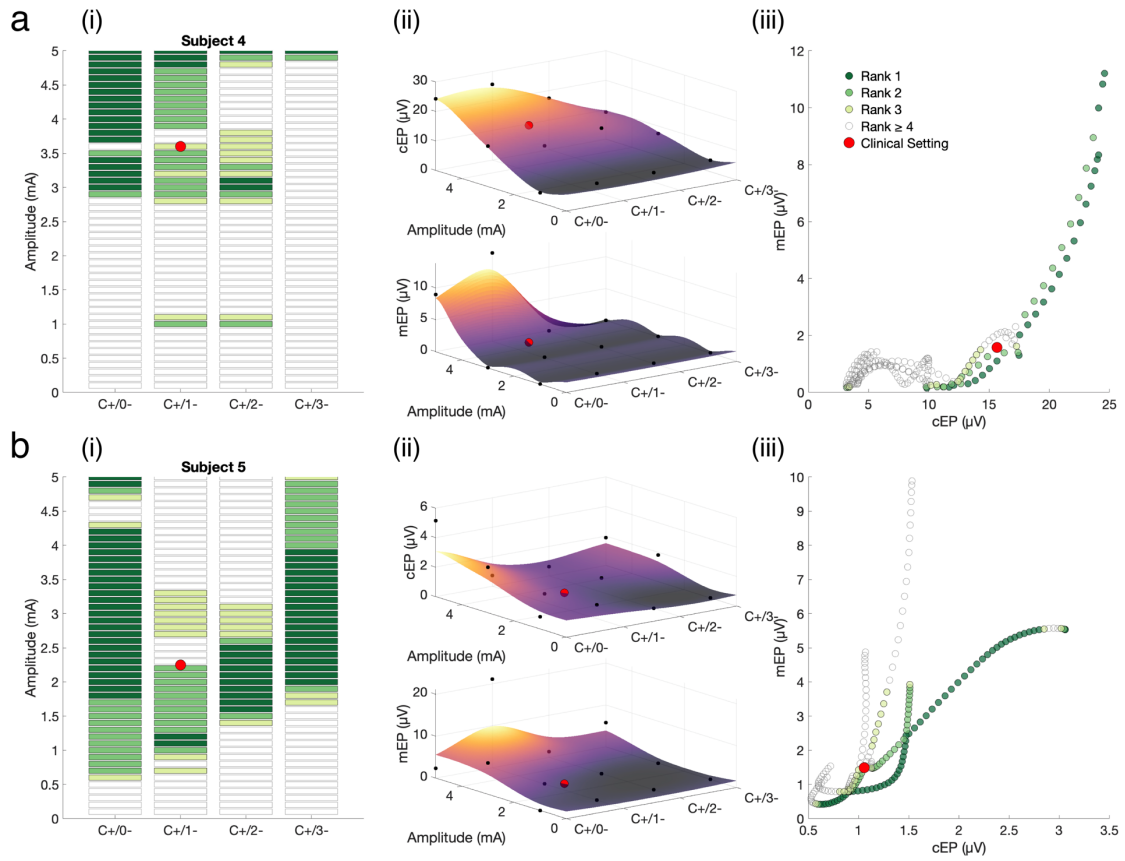 a
(i)
Subject 4
Amplitude (mA)
5
4.5
4
3.5
3
2.5
2
1.5
1
0.5
0
C+/0- C+/1- C+/2- C+/3-
(ii)
cEP (µV)
30
20
10
0
4
2
0
Amplitude (mA)
C+/0-
C+/1-
C+/2-
C+/3-
mEP (µV)
10
5
0
4
2
0
Amplitude (mA)
C+/0-
C+/1-
C+/2-
C+/3-
(iii)
mEP (µV)
12
10
8
6
4
2
0
0 5 10 15 20 25
cEP (µV)
Rank 1
Rank 2
Rank 3
Rank ≥ 4
Clinical Setting
b
(i)
Subject 5
Amplitude (mA)
5
4.5
4
3.5
3
2.5
2
1.5
1
0.5
0
C+/0- C+/1- C+/2- C+/3-
(ii)
cEP (µV)
6
4
2
0
4
2
0
Amplitude (mA)
C+/0-
C+/1-
C+/2-
C+/3-
mEP (µV)
20
10
0
4
2
0
Amplitude (mA)
C+/0-
C+/1-
C+/2-
C+/3-
(iii)
mEP (µV)
10
9
8
7
6
5
4
3
2
1
0
0.5 1 1.5 2 2.5 3 3.5
cEP (µV)